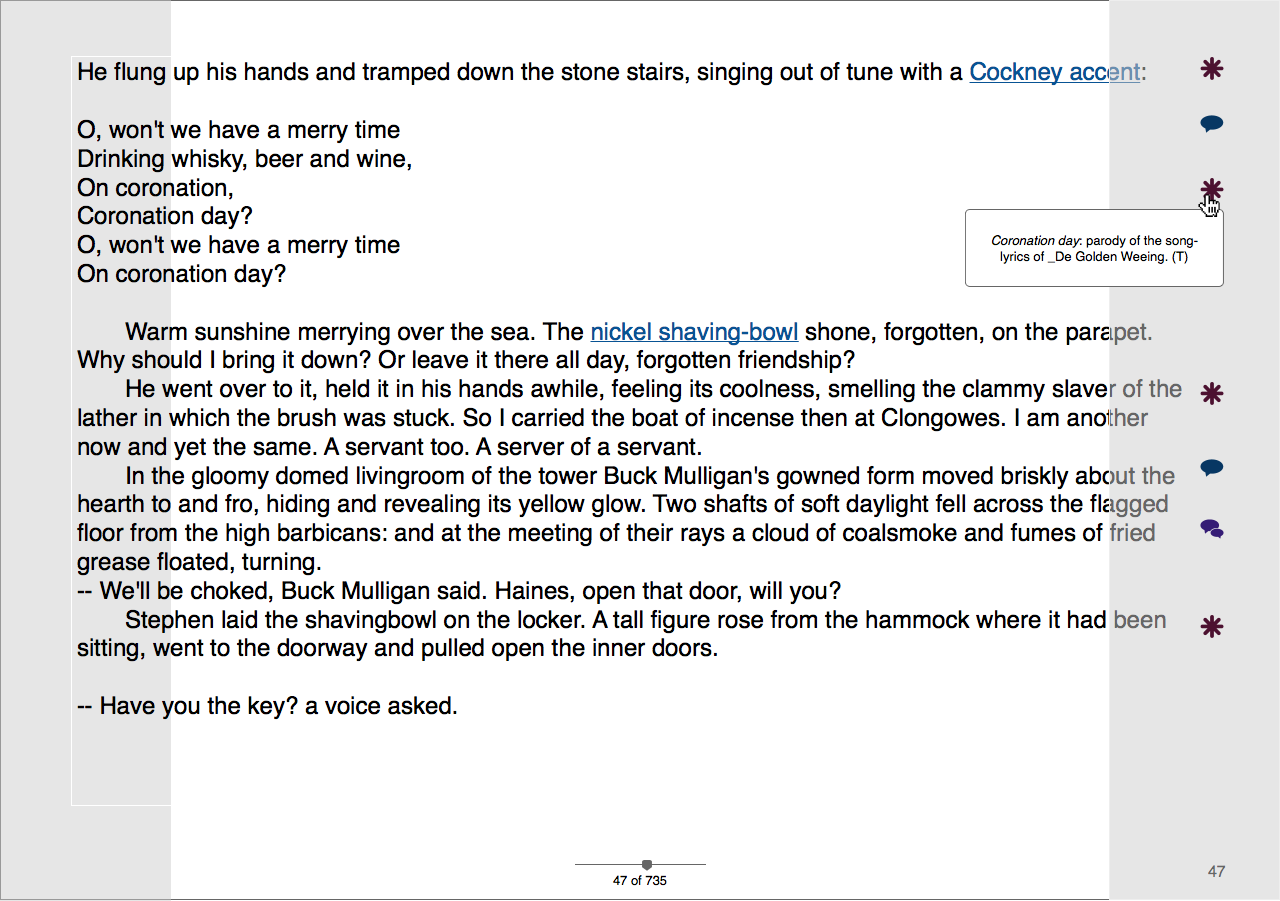 He flung up his hands and tramped down the stone stairs, singing out of tune with a Cockney accent:
O, won't we have a merry time
Drinking whisky, beer and wine,
On coronation,
Coronation day?
O, won't we have a merry time
On coronation day?
Coronation day: parody of the song-
lyrics of _De Golden Weeing. (T)
Warm sunshine merrying over the sea. The nickel shaving-bowl shone, forgotten, on the parapet.
Why should I bring it down? Or leave it there all day, forgotten friendship?
He went over to it, held it in his hands awhile, feeling its coolness, smelling the clammy slaver of the
lather in which the brush was stuck. So I carried the boat of incense then at Clongowes. I am another
now and yet the same. A servant too. A server of a servant.
In the gloomy domed livingroom of the tower Buck Mulligan's gowned form moved briskly about the
hearth to and fro, hiding and revealing its yellow glow. Two shafts of soft daylight fell across the flagged
floor from the high barbicans: and at the meeting of their rays a cloud of coalsmoke and fumes of fried
grease floated, turning.
-- We'll be choked, Buck Mulligan said. Haines, open that door, will you?
Stephen laid the shavingbowl on the locker. A tall figure rose from the hammock where it had been
sitting, went to the doorway and pulled open the inner doors.
-- Have you the key? a voice asked.
47 of 735
47